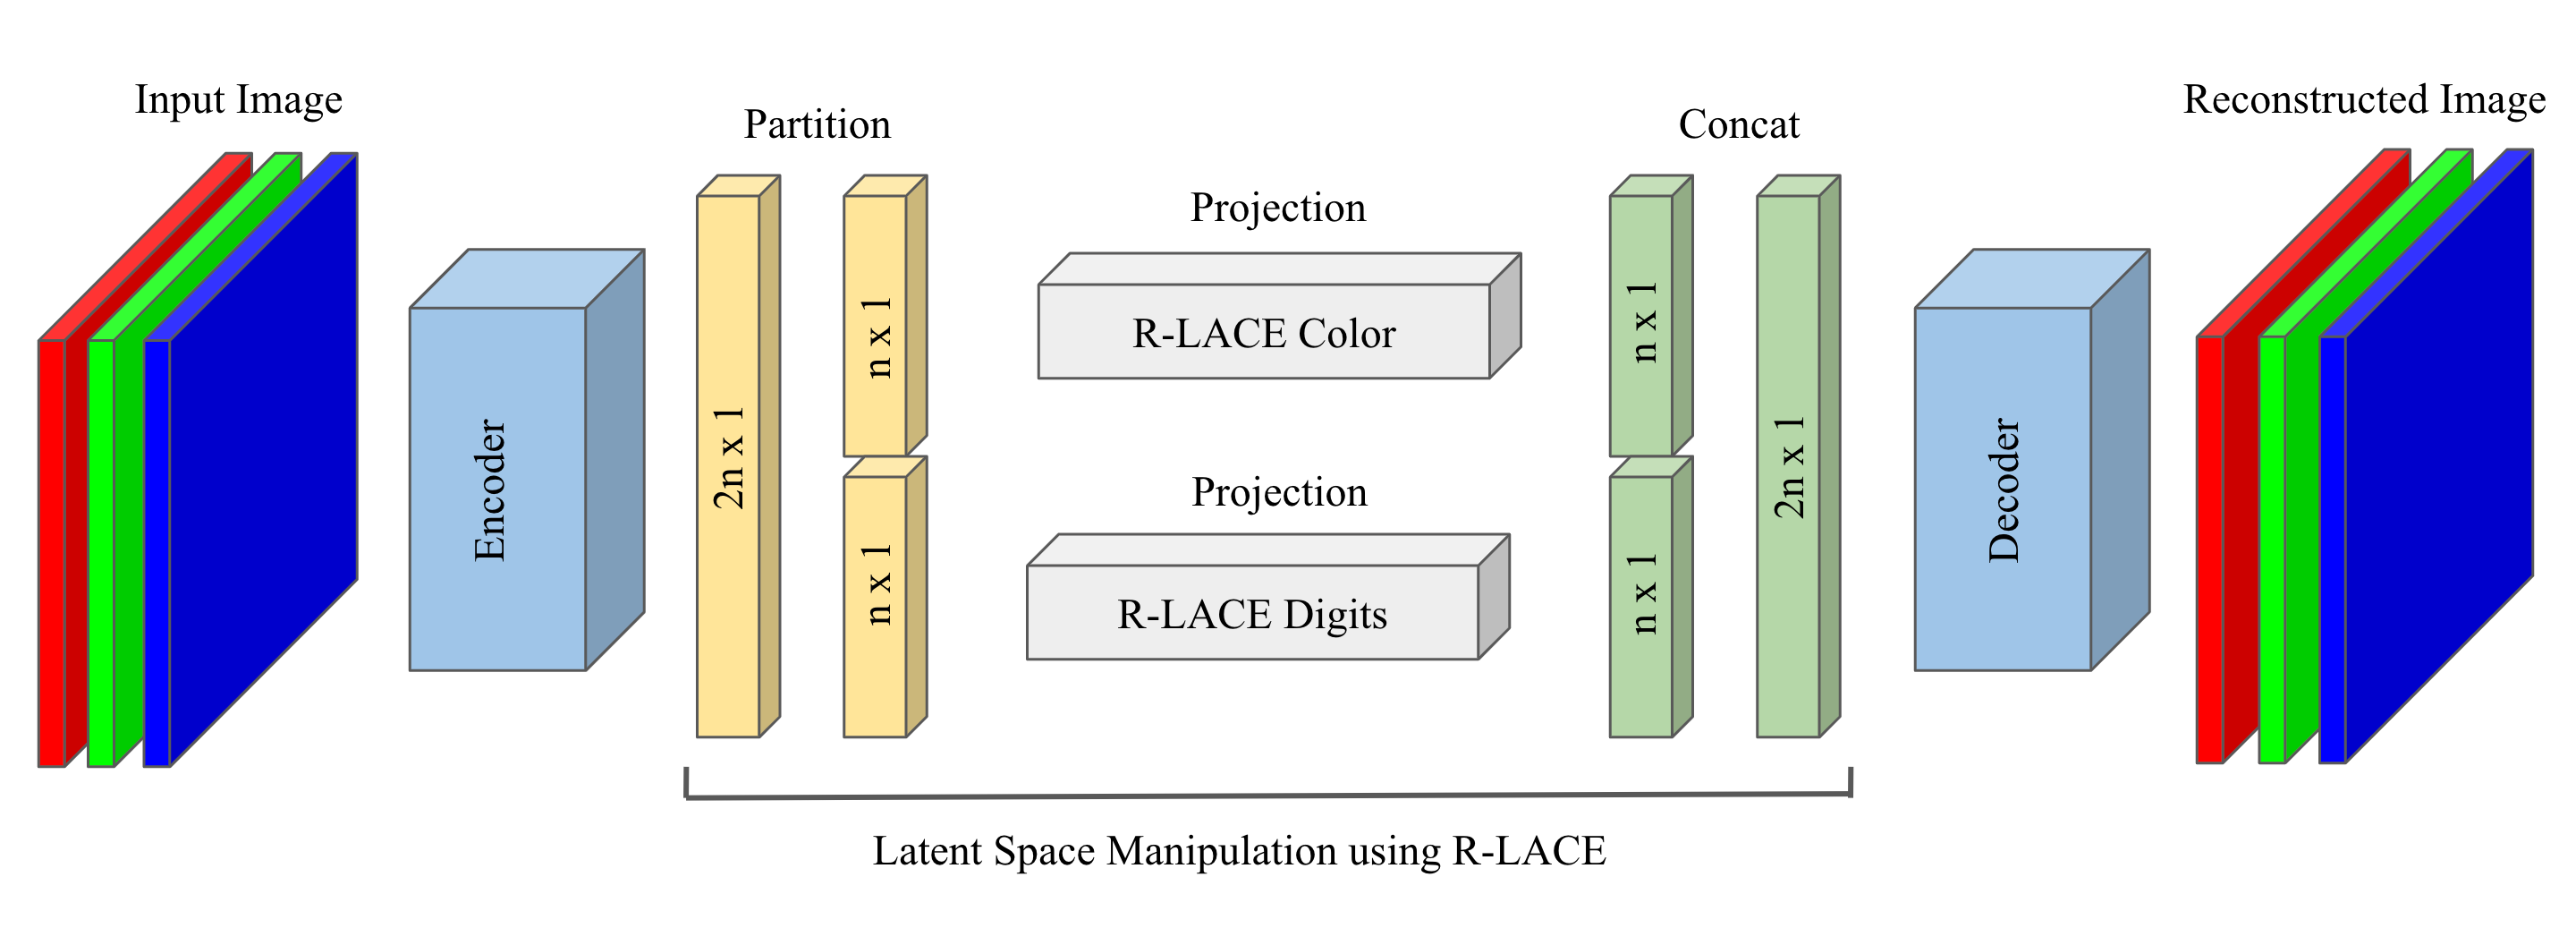 Input Image
Encoder
Partition
2n x 1
n x 1
n x 1
Projection
R-LACE Color
Projection
R-LACE Digits
Concat
n x 1
n x 1
2n x 1
Decoder
Reconstructed Image
Latent Space Manipulation using R-LACE